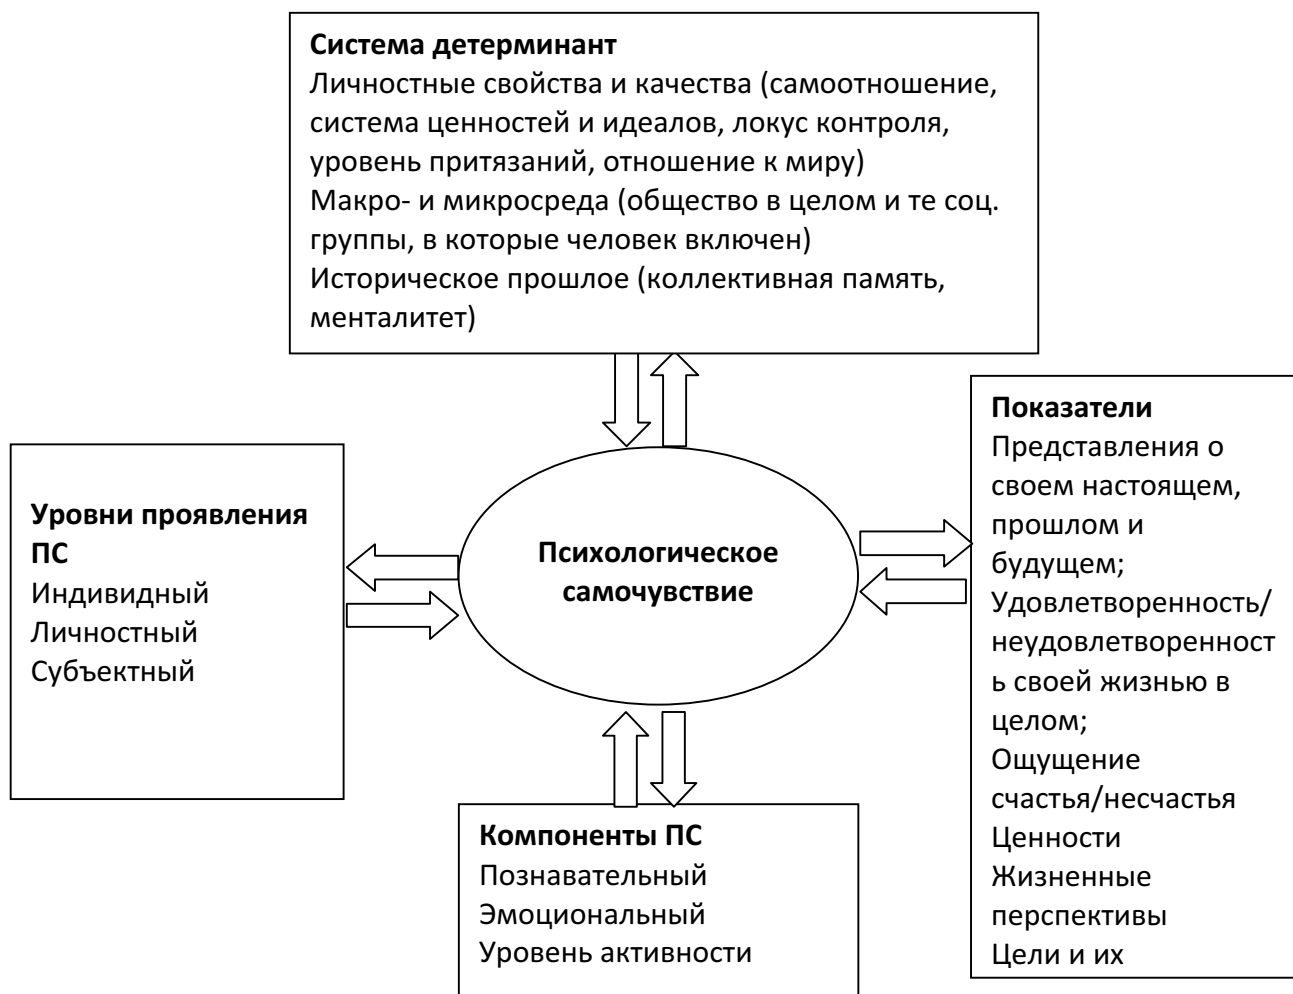 Система детерминант
Личностные свойства и качества (самоотношение,
система ценностей и идеалов, локус контроля,
уровень притязаний, отношение к миру)
Макро- и микросреда (общество в целом и те соц.
группы, в которые человек включен)
Историческое прошлое (коллективная память,
менталитет)
Уровни проявления
ПС
Индивидный
Личностный
Субъектный
Психологическое
самочувствие
Показатели
Представления о
своем настоящем,
прошлом и
будущем;
Удовлетворенность/
неудовлетворенност
ь своей жизнью в
целом;
Ощущение
счастья/несчастья
Ценности
Жизненные
перспективы
Цели и их
Компоненты ПС
Познавательный
Эмоциональный
Уровень активности